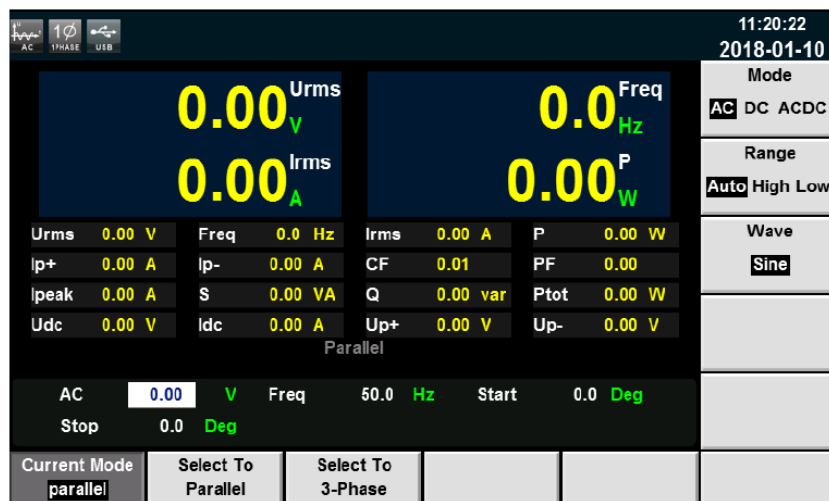 AC 1Ø 1PHASE USB
11:20:22
2018-01-10
0.00 Urms V
0.0 Freq Hz
0.00 Irms A
0.00 P W
Urms 0.00 V Freq 0.0 Hz Irms 0.00 A P 0.00 W
Ip+ 0.00 A Ip- 0.00 A CF 0.01 PF 0.00
Ipeak 0.00 A S 0.00 VA Q 0.00 var Ptot 0.00 W
Udc 0.00 V Idc 0.00 A Up+ 0.00 V Up- 0.00 V
Parallel
AC 0.00 V Freq 50.0 Hz Start 0.0 Deg
Stop 0.0 Deg
Mode
AC DC ACDC
Range
Auto High Low
Wave
Sine
Current Mode
parallel
Select To
Parallel
Select To
3-Phase